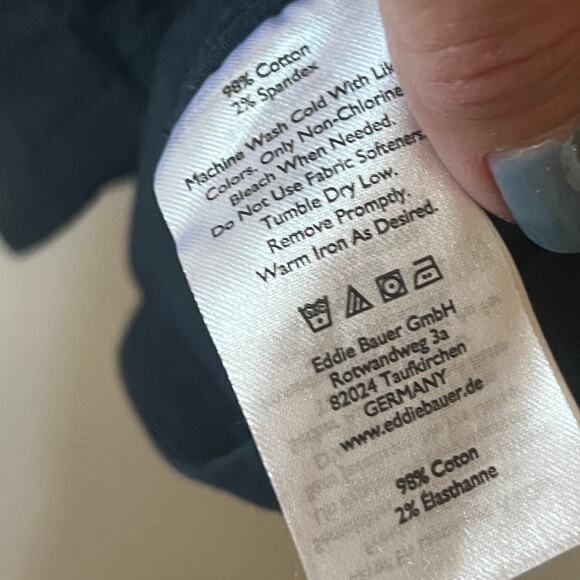 98% Cotton
2% Spandex
Machine Wash Cold With Like
Colors. Only Non-Chlorine
Bleach When Needed.
Do Not Use Fabric Softeners.
Tumble Dry Low.
Remove Promptly.
Warm Iron As Desired.
Eddie Bauer GmbH
Rotwandweg 3a
82024 Taufkirchen
GERMANY
www.eddiebauer.de
98% Coton
2% Élasthanne